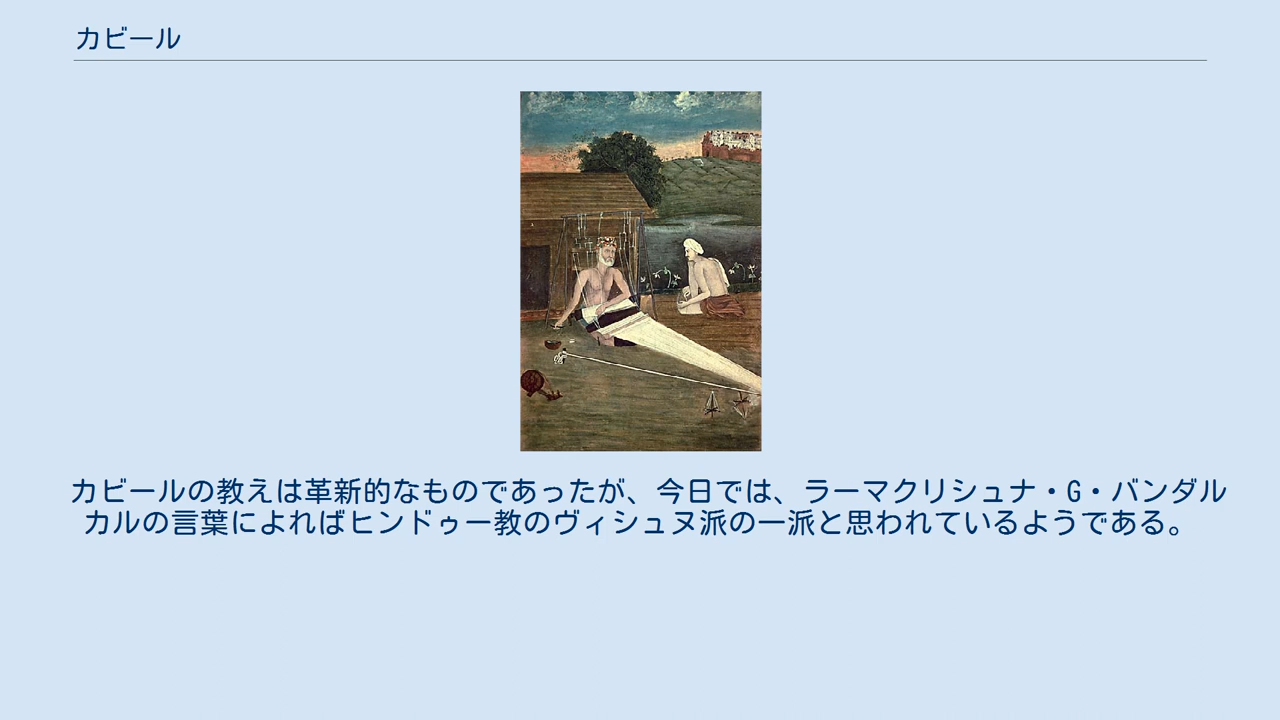 カビール
カビールの教えは革新的なものであったが、今日では、ラーマクリシュナ・G・バンダル
カルの言葉によればヒンドゥー教のヴィシュヌ派の一派と思われているようである。